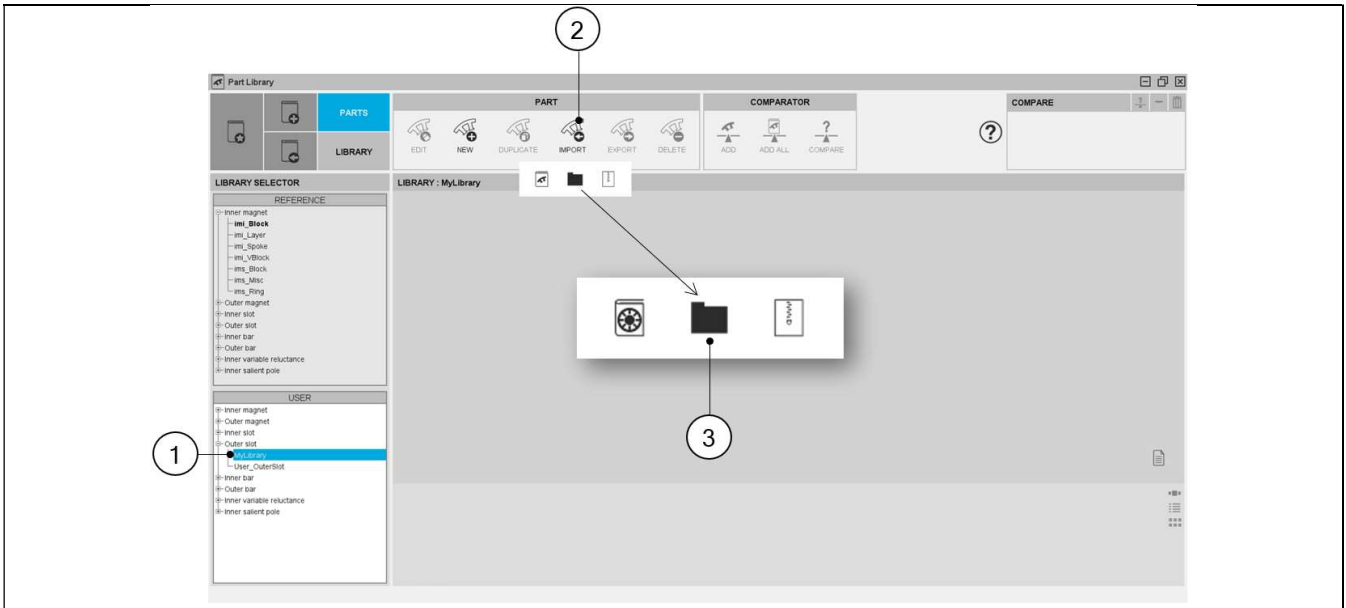 2
Part Library
PARTS
LIBRARY
PART
EDIT
NEW
DUPLICATE
IMPORT
EXPORT
DELETE
COMPARATOR
ADD
ADD ALL
COMPARE
?
COMPARE
LIBRARY SELECTOR
LIBRARY : MyLibrary
REFERENCE
Inner magnet
imi_Block
imi_Layer
imi_Spoke
imi_VBlock
ims_Block
ims_Misc
ims_Ring
Outer magnet
Inner slot
Outer slot
Inner bar
Outer bar
Inner variable reluctance
Inner salient pole
USER
Inner magnet
Outer magnet
Inner slot
Outer slot
MyLibrary
User_OuterSlot
Inner bar
Outer bar
Inner variable reluctance
Inner salient pole
1
3